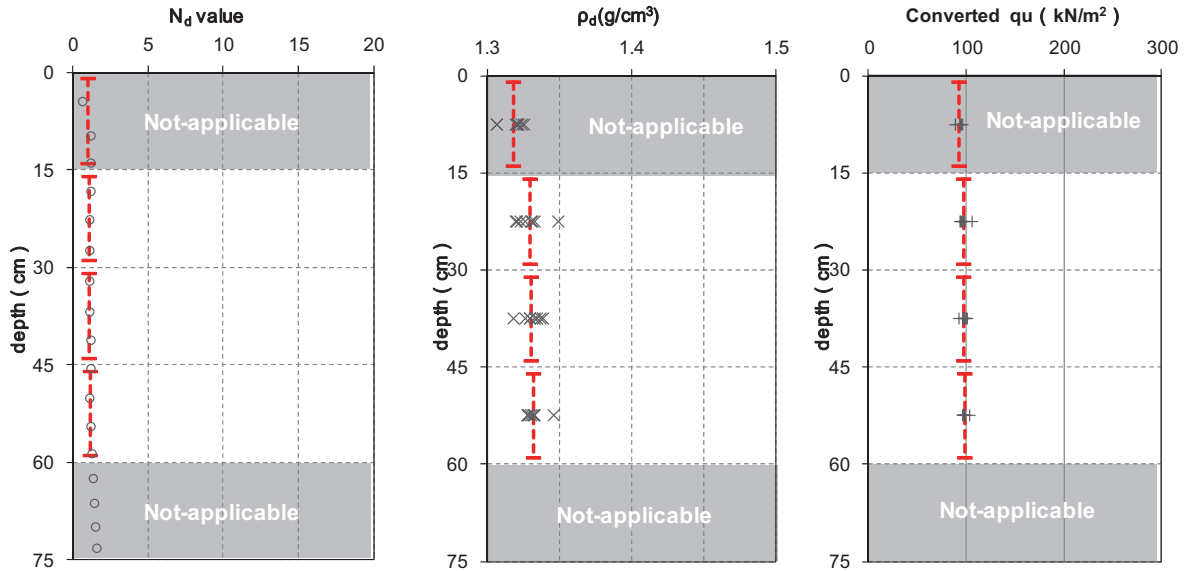 N_d value
0 5 10 15 20
0
15
30
45
60
75
depth ( cm )
Not-applicable
Not-applicable
ρ_d(g/cm³)
1.3 1.4 1.5
0
15
30
45
60
75
depth ( cm )
Not-applicable
Not-applicable
Converted qu ( kN/m² )
0 100 200 300
0
15
30
45
60
75
depth ( cm )
Not-applicable
Not-applicable